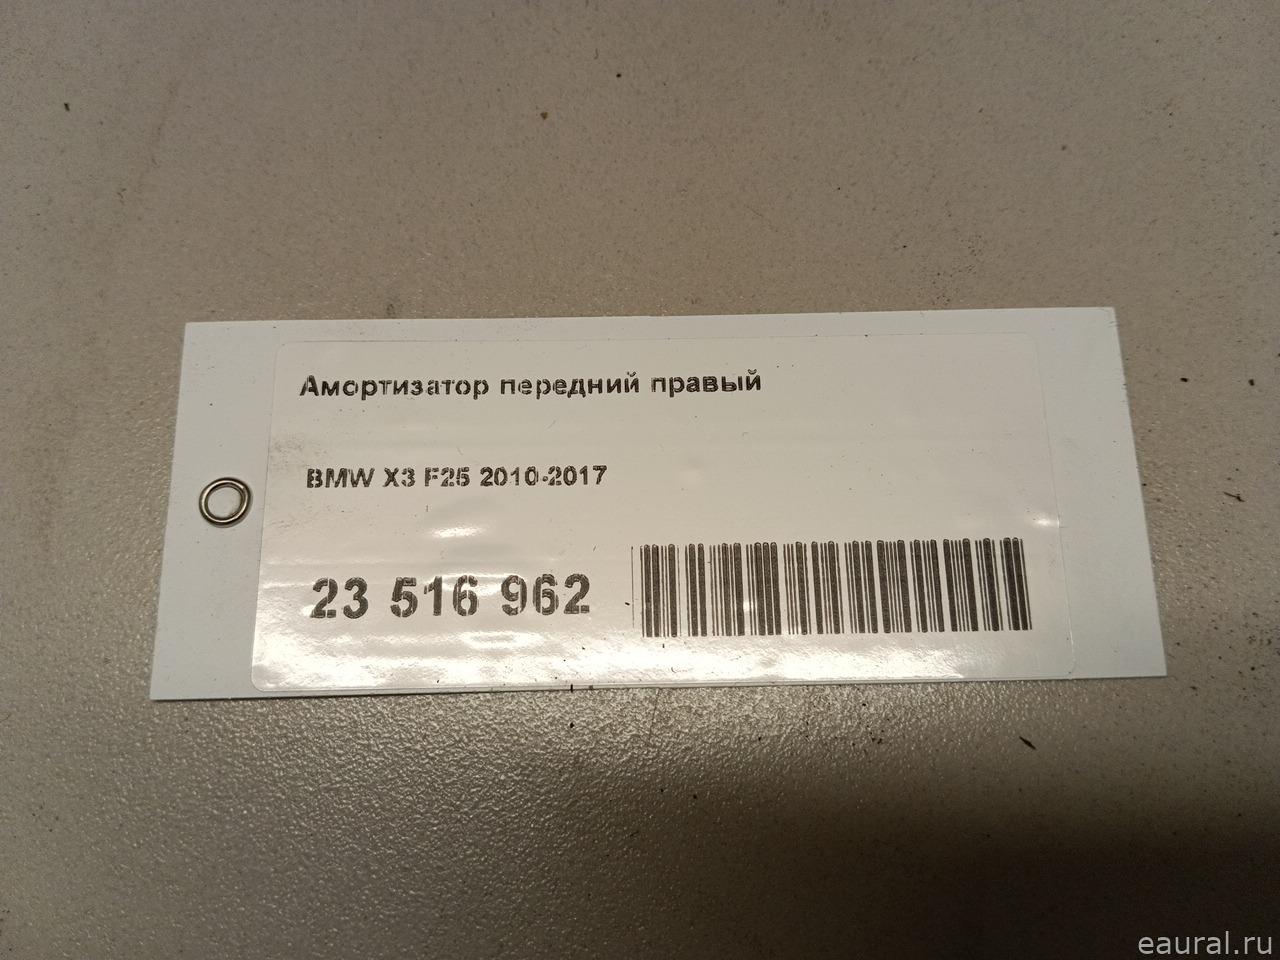 Амортизатор передний правый
BMW X3 F25 2010-2017
23 516 962
eaural.ru